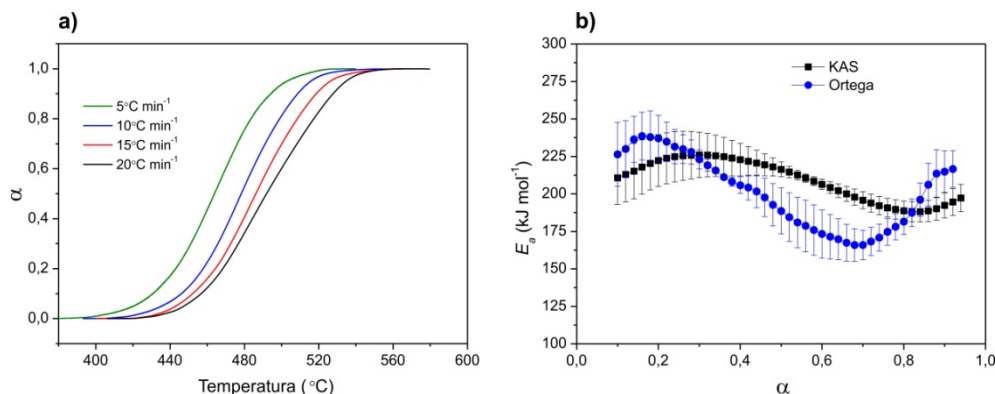 a)
1,0
0,8
0,6
0,4
0,2
0,0
α
5°C min⁻¹
10°C min⁻¹
15°C min⁻¹
20°C min⁻¹
400 440 480 520 560 600
Temperatura (°C)
b)
300
275
250
225
200
175
150
125
100
Eₐ (kJ mol⁻¹)
KAS
Ortega
0,0 0,2 0,4 0,6 0,8 1,0
α